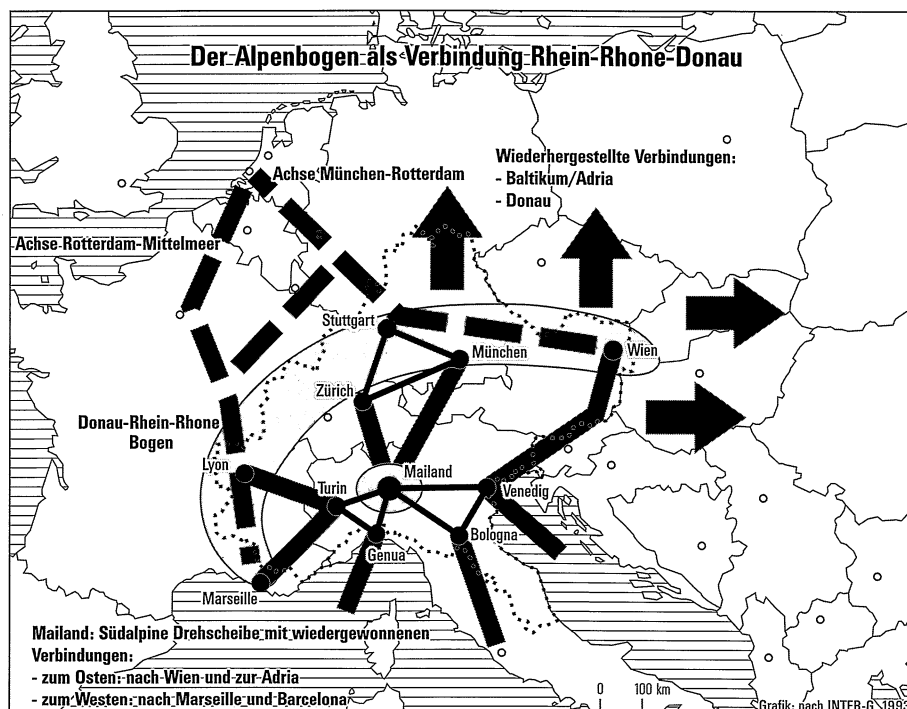 Der Alpenbogen als Verbindung Rhein-Rhone-Donau
Achse München-Rotterdam
Wiederhergestellte Verbindungen:
- Baltikum/Adria
- Donau
Achse Rotterdam-Mittelmeer
Stuttgart
München
Wien
Zürich
Donau-Rhein-Rhone
Bogen
Lyon
Turin
Mailand
Venedig
Genua
Bologna
Marseille
Mailand: Südalpine Drehscheibe mit wiedergewonnenen
Verbindungen:
- zum Osten: nach Wien und zur Adria
- zum Westen: nach Marseille und Barcelona
0 100 km
Grafik: nach INTER-G, 1993